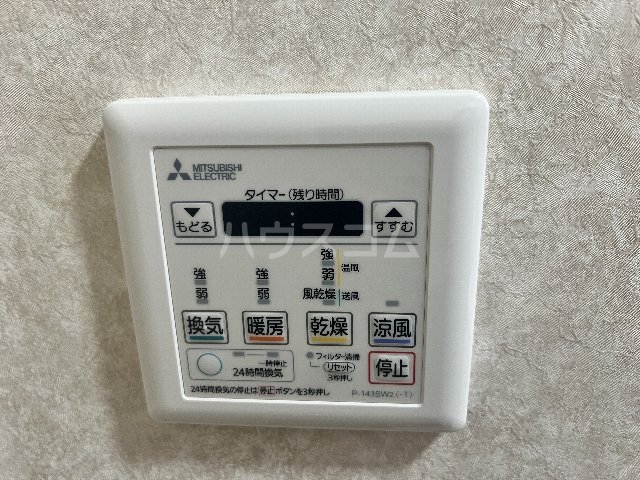 MITSUBISHI
ELECTRIC
タイマー(残り時間)
▼
もどる
▲
すすむ
ハウスコム
強
強
強
温風
弱
弱
弱
風乾燥
送風
換気
暖房
乾燥
涼風
一時停止
24時間換気
フィルター清掃
リセット
3秒押し
停止
24時間換気の停止は停止ボタンを3秒押し
P-143SW2